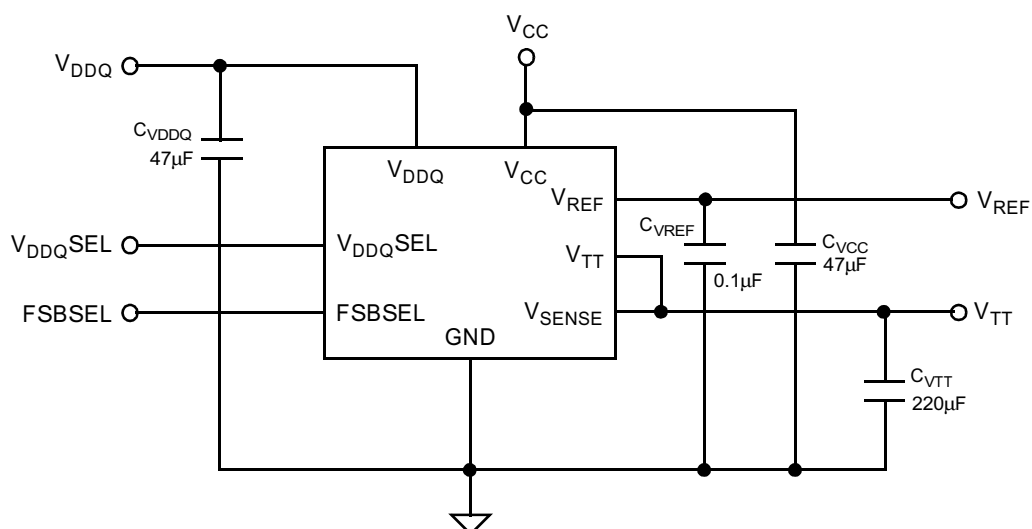 VCC
VDDQ
CVDDQ
47μF
VDDQ
VCC
VREF
VREF
CVREF
0.1μF
CVCC
47μF
VDDQSEL
VDDQSEL
VTT
FSBSEL
FSBSEL
VSENSE
VTT
GND
CVTT
220μF